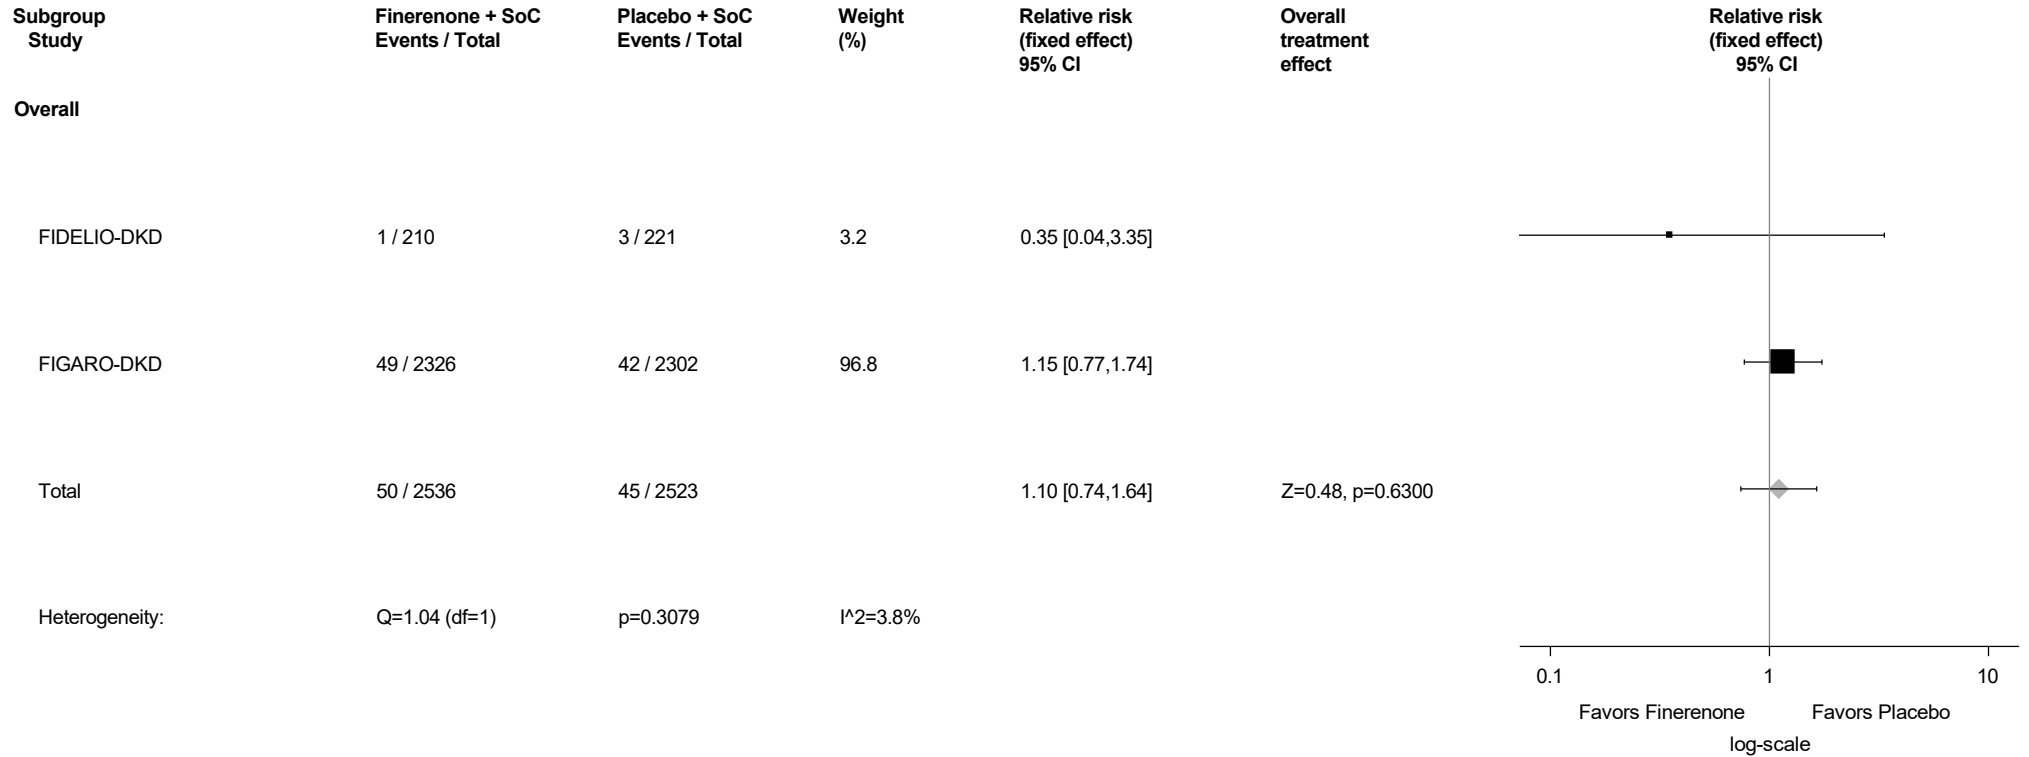 Subgroup Finerenone + SoC Placebo + SoC Weight Relative risk Overall Relative risk
Study Events / Total Events / Total (%) (fixed effect) treatment (fixed effect)
95% CI effect 95% CI
Overall
FIDELIO-DKD 1 / 210 3 / 221 3.2 0.35 [0.04,3.35]
FIGARO-DKD 49 / 2326 42 / 2302 96.8 1.15 [0.77,1.74]
Total 50 / 2536 45 / 2523 1.10 [0.74,1.64] Z=0.48, p=0.6300
Heterogeneity: Q=1.04 (df=1) p=0.3079 I^2=3.8%
0.1 1 10
Favors Finerenone Favors Placebo
log-scale